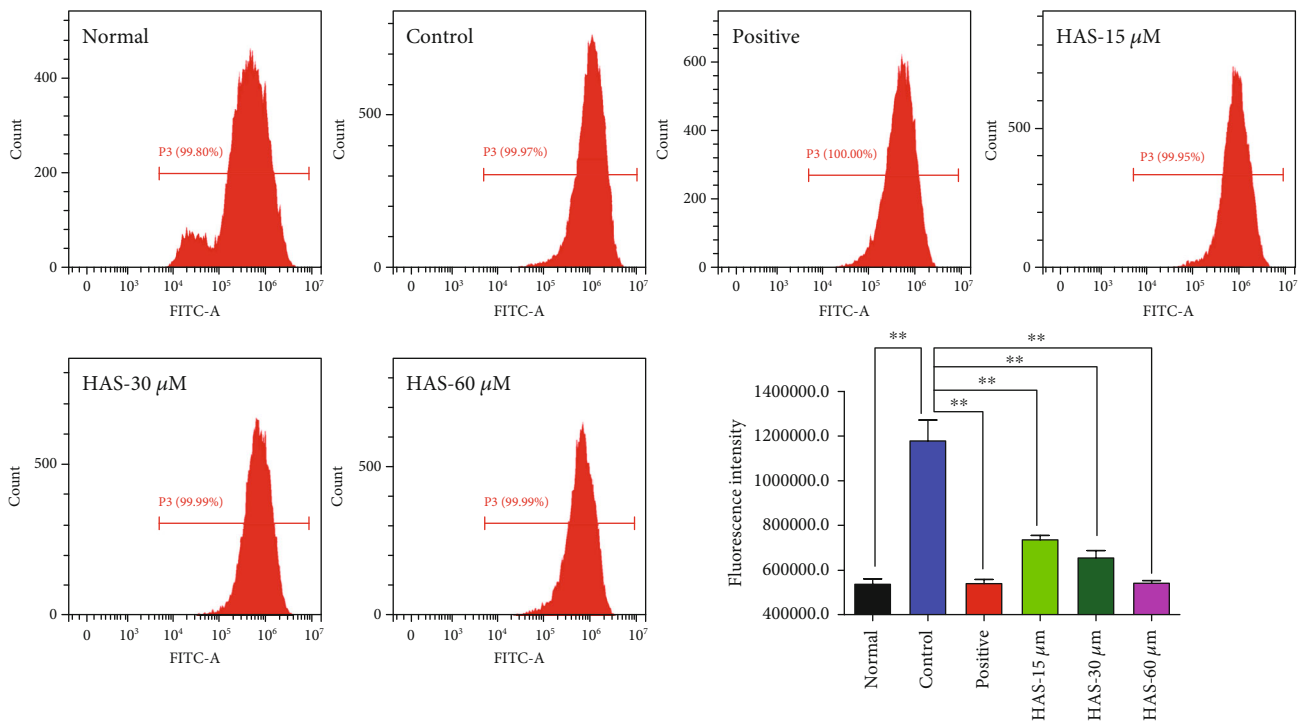 Normal
Count
400
200
0
P3 (99.80%)
0 10³ 10⁴ 10⁵ 10⁶ 10⁷
FITC-A
Control
Count
500
0
P3 (99.97%)
0 10³ 10⁴ 10⁵ 10⁶ 10⁷
FITC-A
Positive
Count
600
400
200
0
P3 (100.00%)
0 10³ 10⁴ 10⁵ 10⁶ 10⁷
FITC-A
HAS-15 μM
Count
500
0
P3 (99.95%)
0 10³ 10⁴ 10⁵ 10⁶ 10⁷
FITC-A
HAS-30 μM
Count
500
0
P3 (99.99%)
0 10³ 10⁴ 10⁵ 10⁶ 10⁷
FITC-A
HAS-60 μM
Count
500
0
P3 (99.99%)
0 10³ 10⁴ 10⁵ 10⁶ 10⁷
FITC-A
**
**
**
**
**
Fluorescence intensity
1400000.0
1200000.0
1000000.0
800000.0
600000.0
400000.0
Normal
Control
Positive
HAS-15 μm
HAS-30 μm
HAS-60 μm